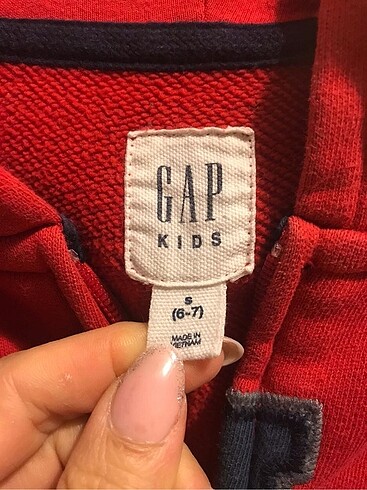 GAP
KIDS
S
(6-7)
MADE IN
VIETNAM